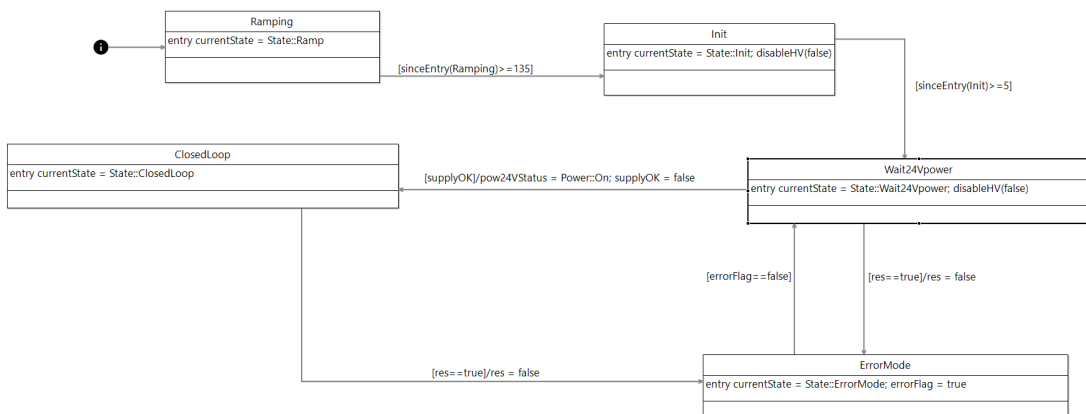 Ramping
entry currentState = State::Ramp
i
[sinceEntry(Ramping)>=135]
Init
entry currentState = State::Init; disableHV(false)
[sinceEntry(Init)>=5]
ClosedLoop
entry currentState = State::ClosedLoop
[supplyOK]/pow24VStatus = Power::On; supplyOK = false
Wait24Vpower
entry currentState = State::Wait24Vpower; disableHV(false)
[errorFlag==false]
[res==true]/res = false
[res==true]/res = false
ErrorMode
entry currentState = State::ErrorMode; errorFlag = true